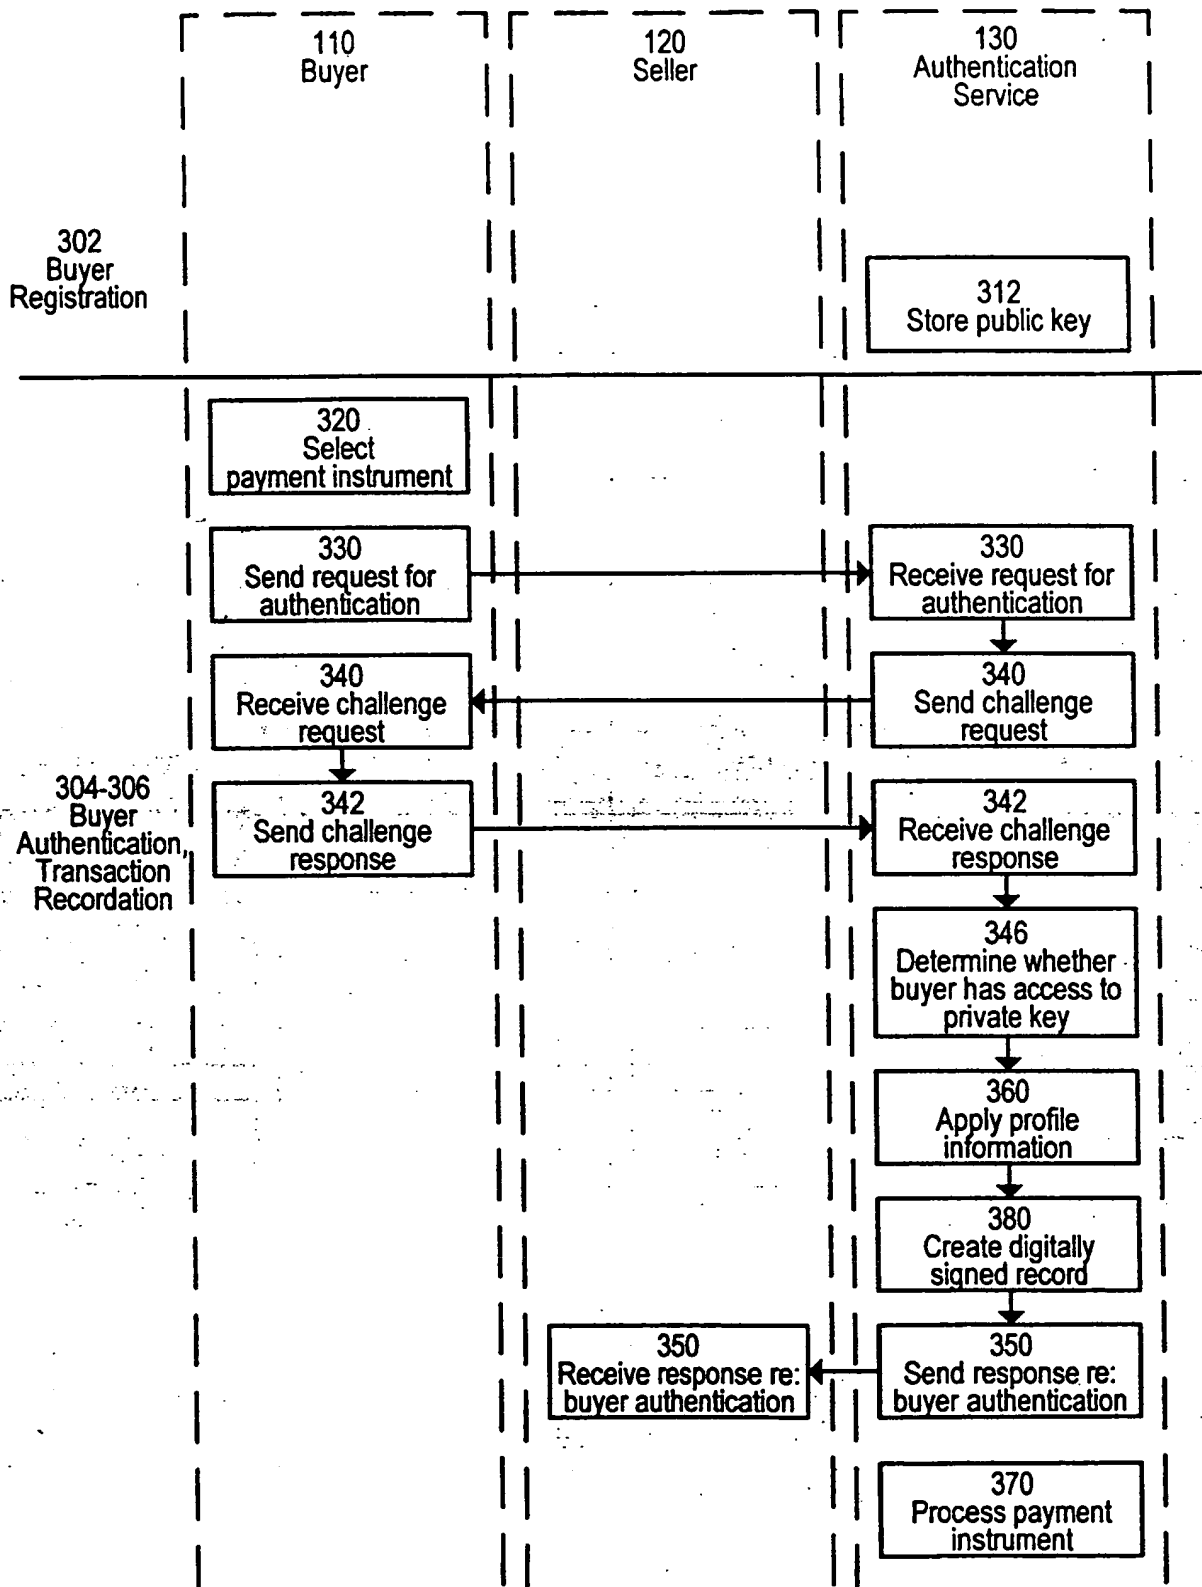 110
Buyer
120
Seller
130
Authentication
Service
302
Buyer
Registration
312
Store public key
320
Select
payment instrument
330
Send request for
authentication
330
Receive request for
authentication
340
Receive challenge
request
340
Send challenge
request
304-306
Buyer
Authentication,
Transaction
Recordation
342
Send challenge
response
342
Receive challenge
response
346
Determine whether
buyer has access to
private key
360
Apply profile
information
380
Create digitally
signed record
350
Receive response re:
buyer authentication
350
Send response re:
buyer authentication
370
Process payment
instrument